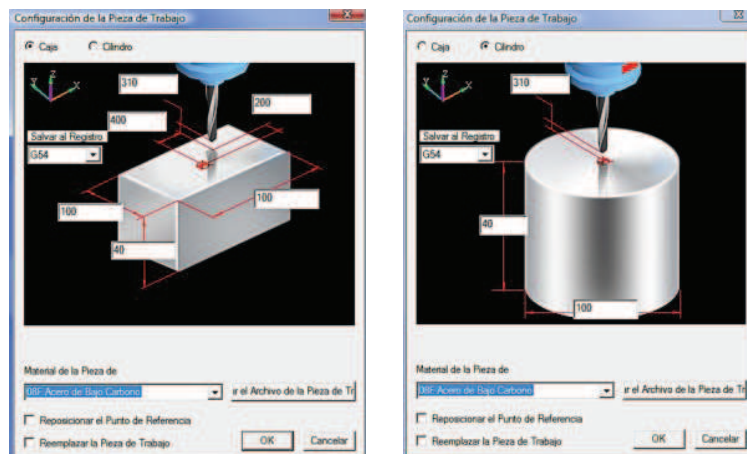 Configuración de la Pieza de Trabajo
Caja
Cilindro
Z
Y
X
310
200
400
Salvar al Registro
G54
100
100
40
Material de la Pieza de
08F Acero de Bajo Carbono
ir el Archivo de la Pieza de Tr
Reposicionar el Punto de Referencia
Reemplazar la Pieza de Trabajo
OK
Cancelar
Configuración de la Pieza de Trabajo
Caja
Cilindro
Z
Y
X
310
Salvar al Registro
G54
40
100
Material de la Pieza de
08F Acero de Bajo Carbono
ir el Archivo de la Pieza de Tr
Reposicionar el Punto de Referencia
Reemplazar la Pieza de Trabajo
OK
Cancelar